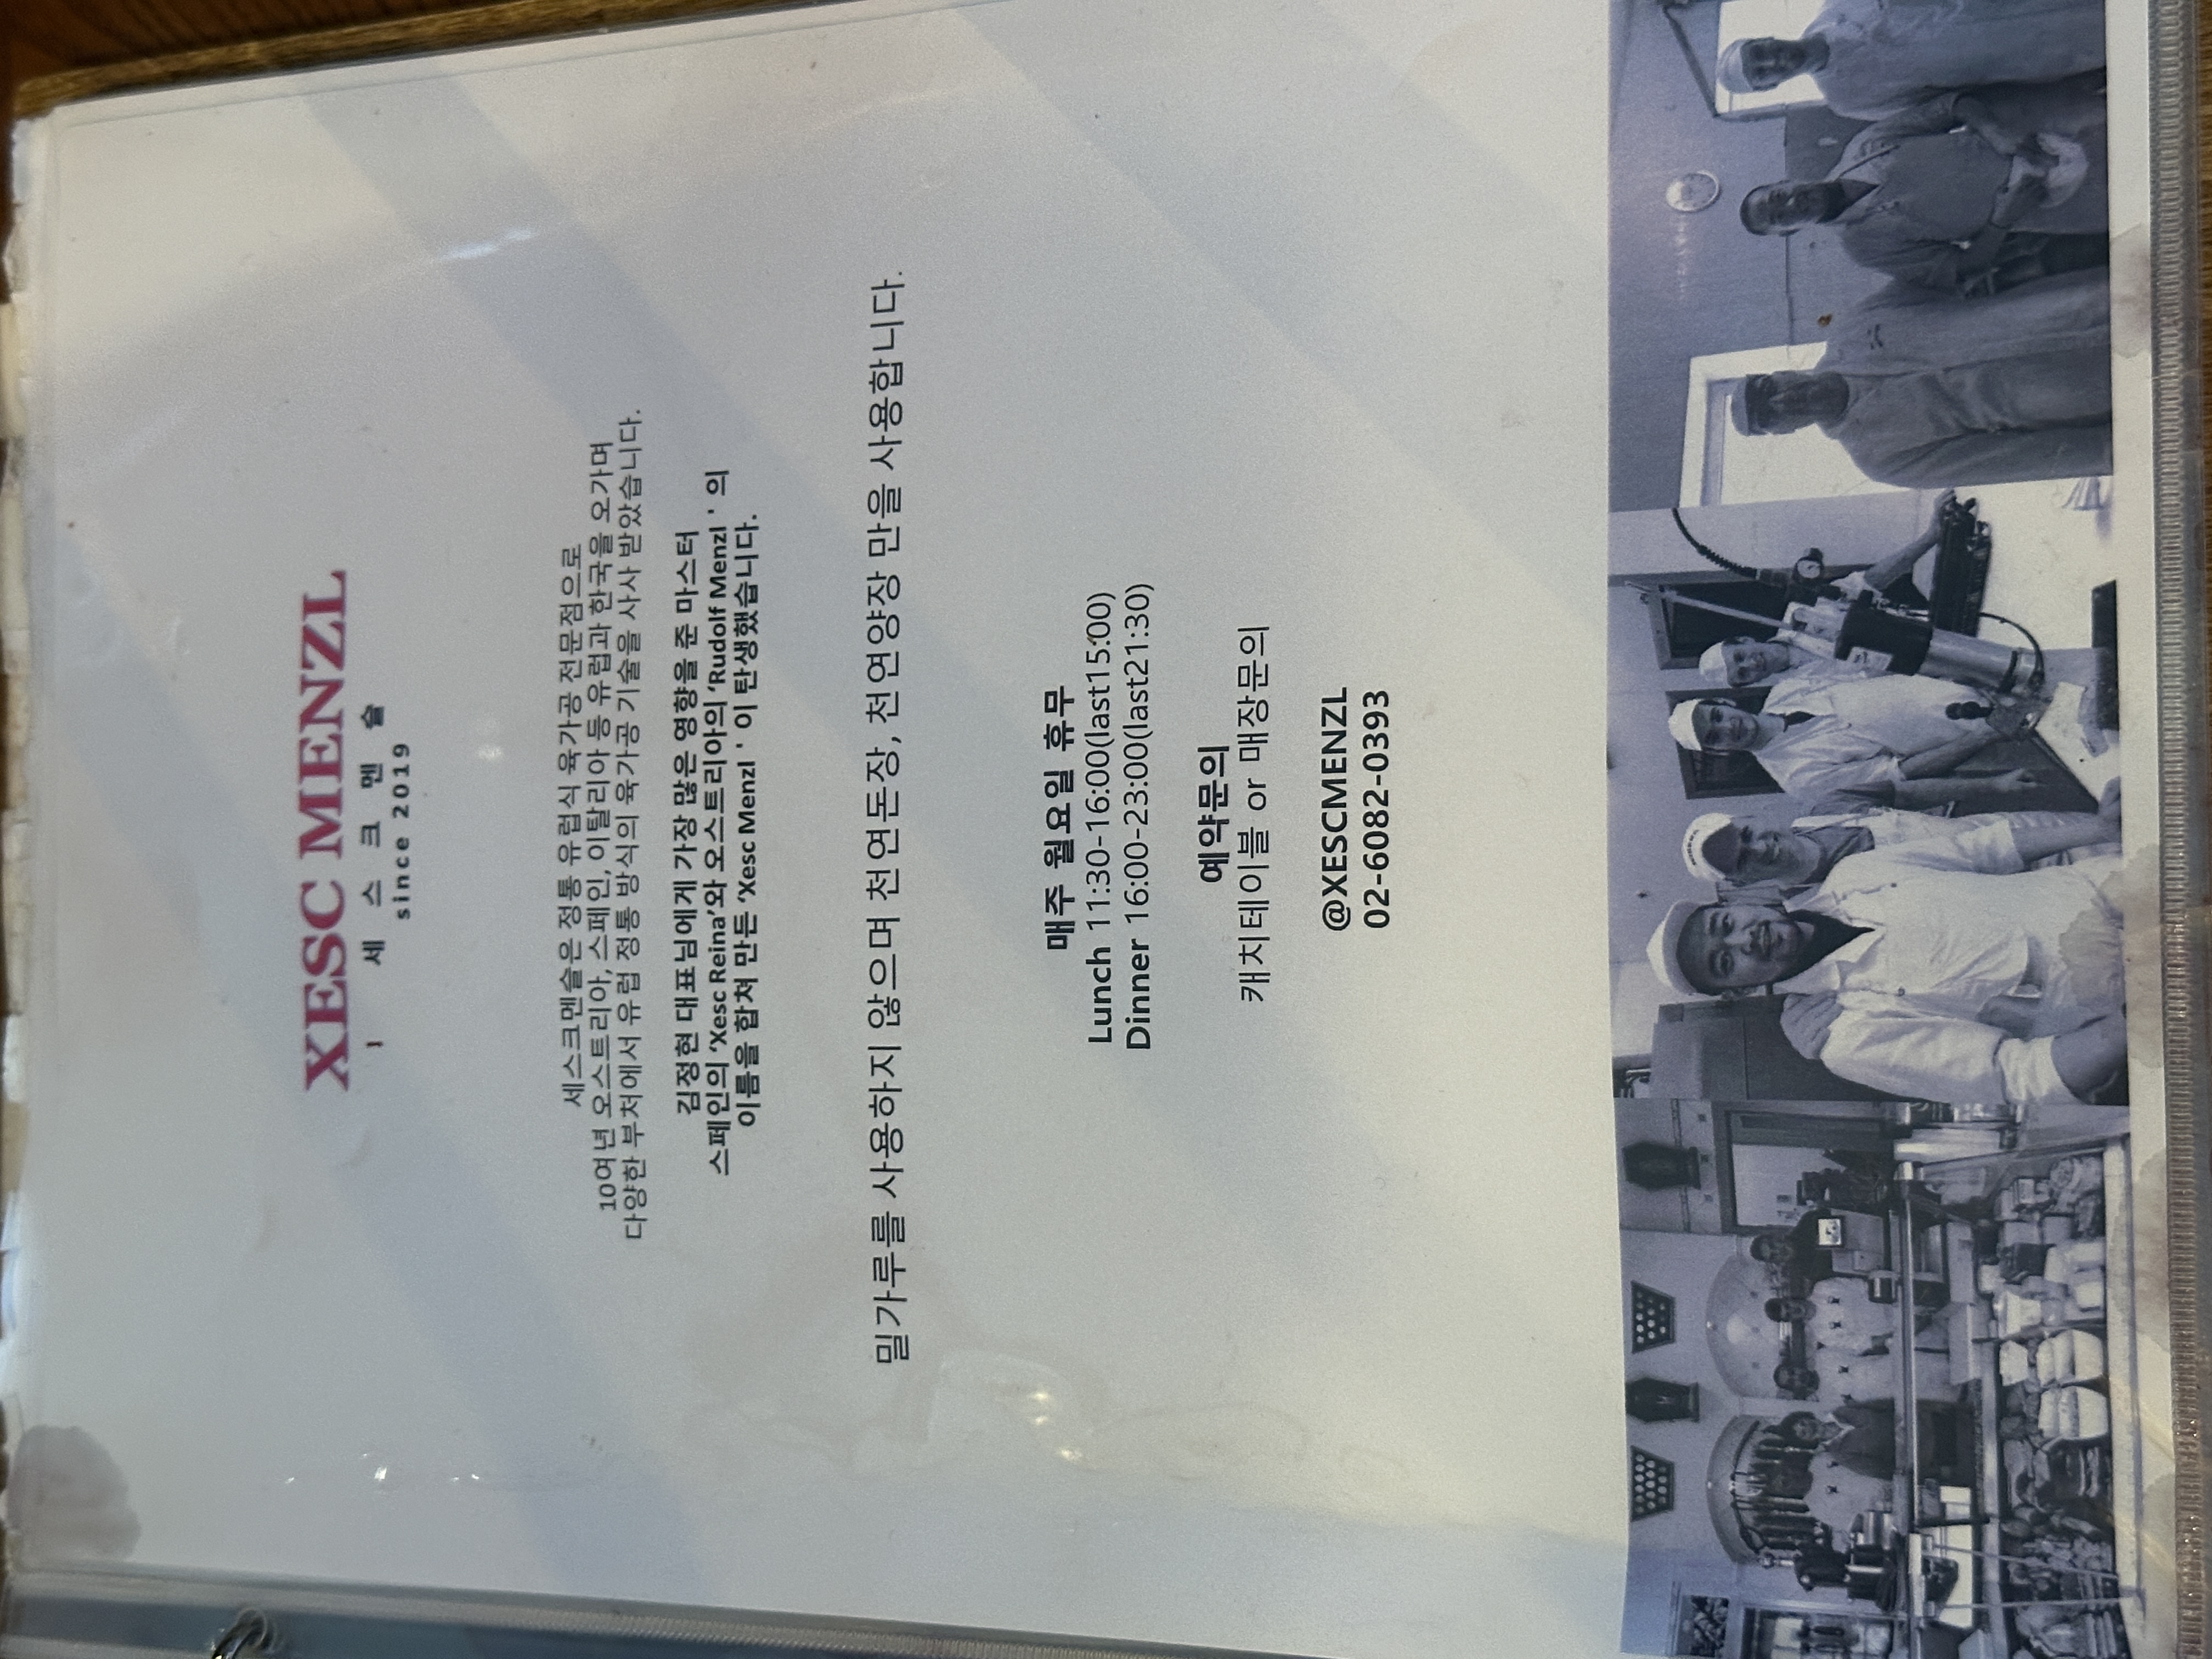 XESC MENZL
세 스 크 멘 슬
since 2019
세스크멘슬은 정통 유럽식 육가공 전문점으로
10여년 오스트리아, 스페인, 이탈리아 등 유럽과 한국을 오가며
다양한 부처에서 유럽 정통 방식의 육가공 기술을 사사 받았습니다.
김정현 대표님에게 가장 많은 영향을 준 마스터
스페인의 ‘Xesc Reina’와 오스트리아의 ‘Rudolf Menzl ’ 의
이름을 합쳐 만든 ‘Xesc Menzl ’ 이 탄생했습니다.
밀가루를 사용하지 않으며 천연돈장, 천연양장 만을 사용합니다.
매주 월요일 휴무
Lunch 11:30-16:00(last15:00)
Dinner 16:00-23:00(last21:30)
예약문의
캐치테이블 or 매장문의
@XESCMENZL
02-6082-0393